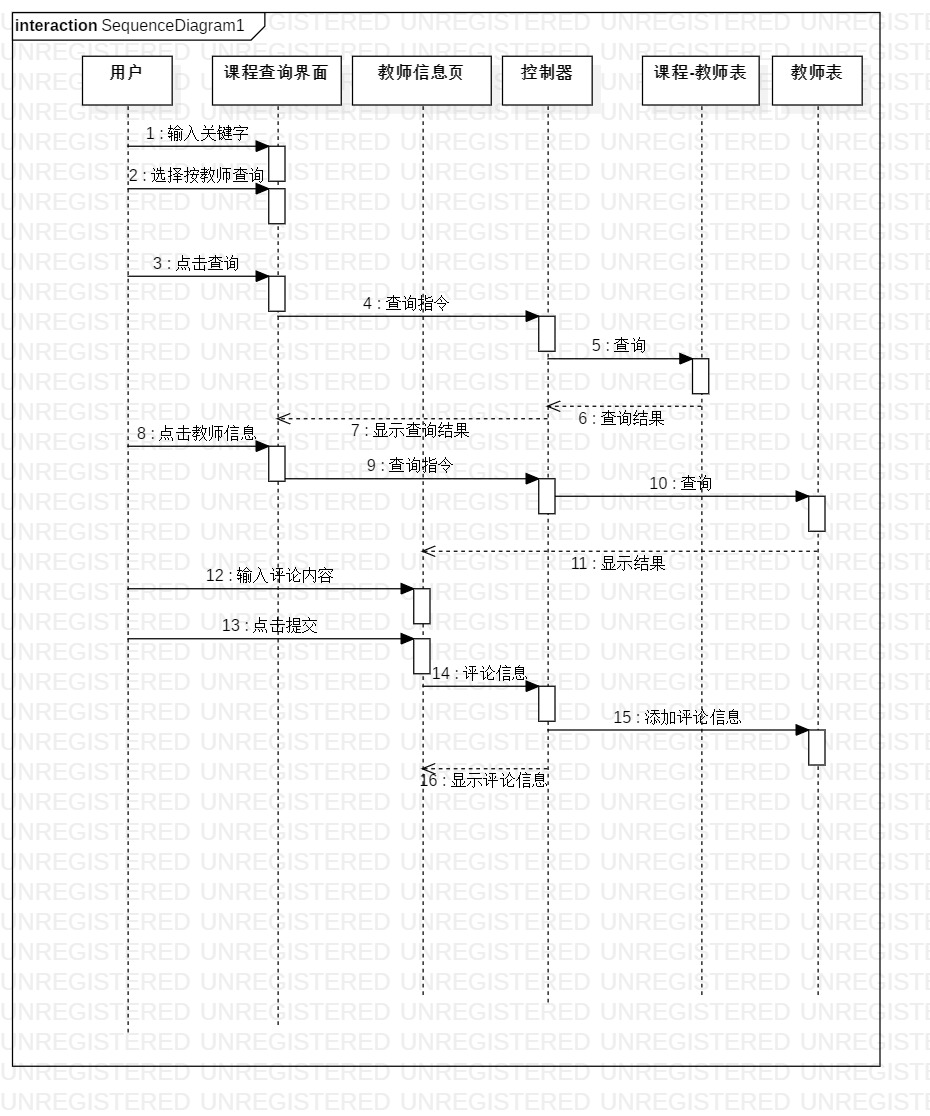 interaction SequenceDiagram1
用户
课程查询界面
教师信息页
控制器
课程-教师表
教师表
1 : 输入关键字
2 : 选择按教师查询
3 : 点击查询
4 : 查询指令
5 : 查询
6 : 查询结果
7 : 显示查询结果
8 : 点击教师信息
9 : 查询指令
10 : 查询
11 : 显示结果
12 : 输入评论内容
13 : 点击提交
14 : 评论信息
15 : 添加评论信息
16 : 显示评论信息
UNREGISTERED